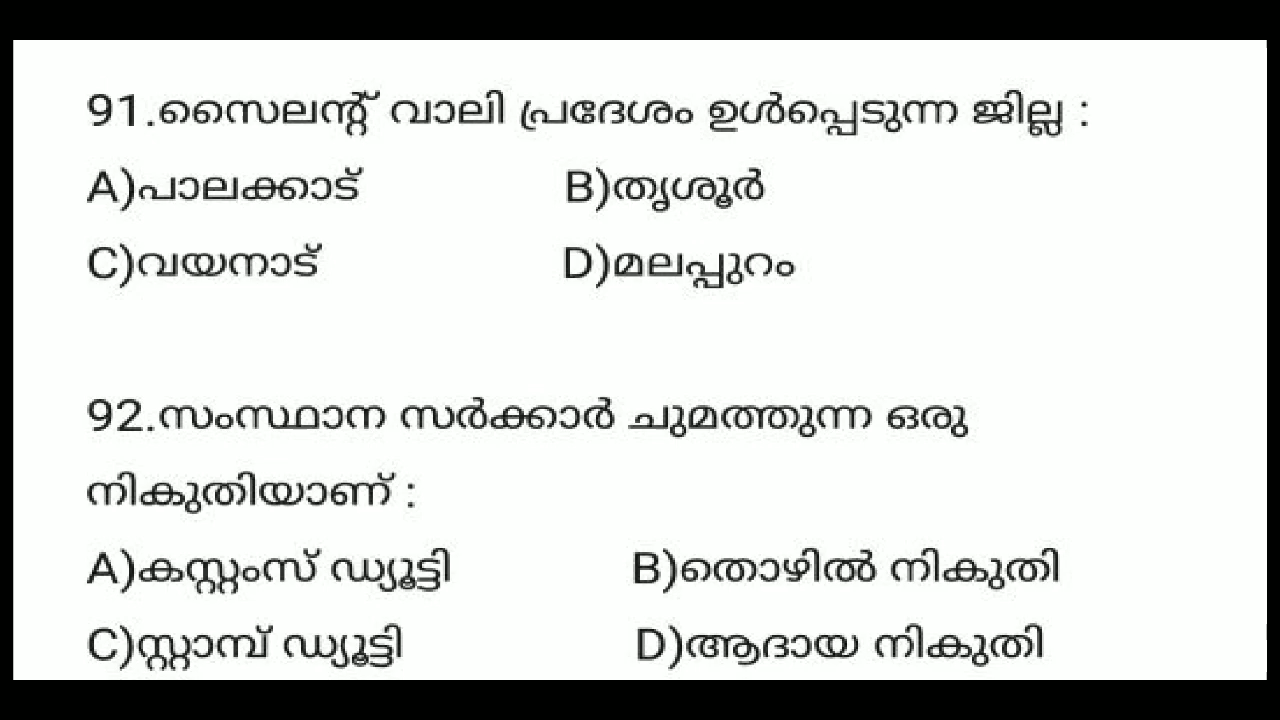 91.സൈലന്റ് വാലി പ്രദേശം ഉൾപ്പെടുന്ന ജില്ല :
A)പാലക്കാട് B)തൃശൂർ
C)വയനാട് D)മലപ്പുറം
92.സംസ്ഥാന സർക്കാർ ചുമത്തുന്ന ഒരു
നികുതിയാണ് :
A)കസ്റ്റംസ് ഡ്യൂട്ടി B)തൊഴിൽ നികുതി
C)സ്റ്റാമ്പ് ഡ്യൂട്ടി D)ആദായ നികുതി